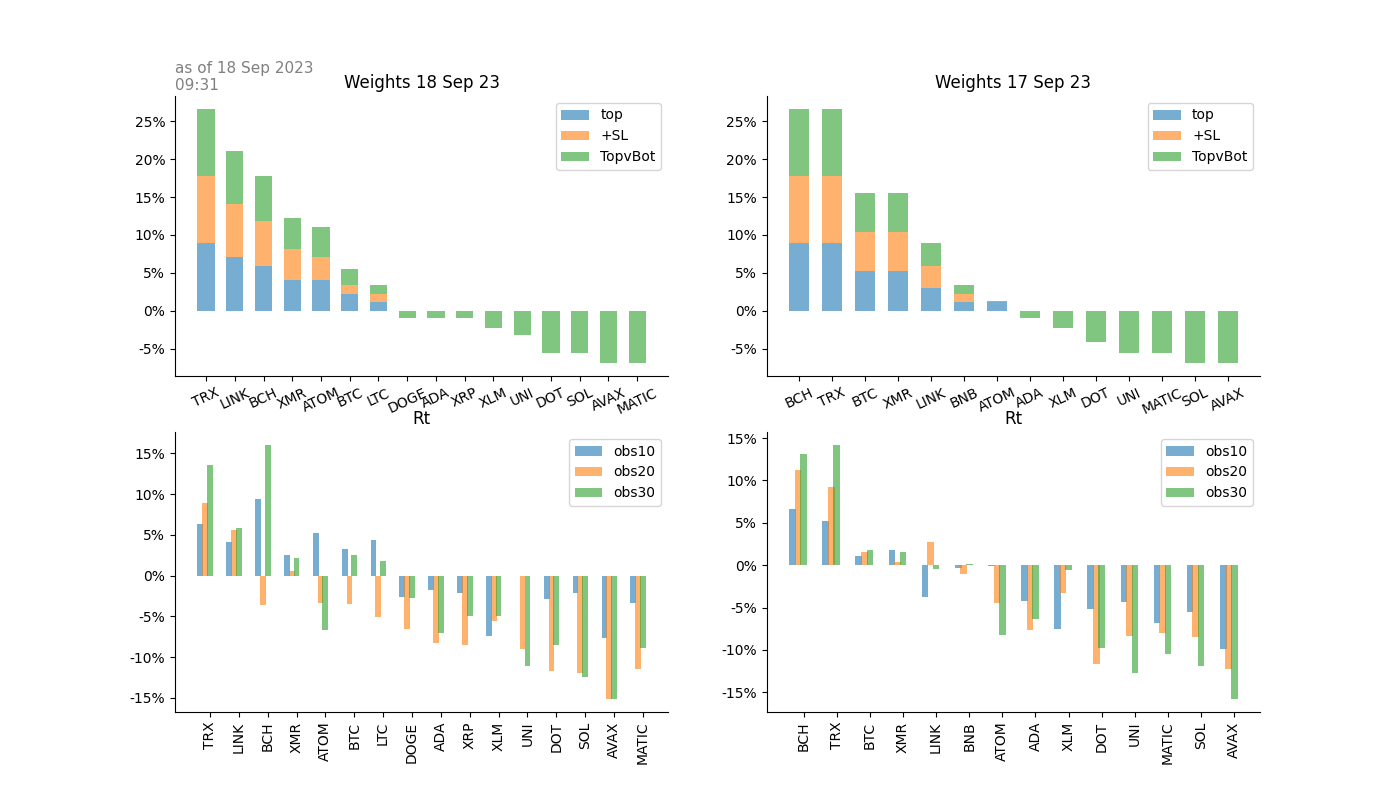 as of 18 Sep 2023
09:31
Weights 18 Sep 23
25%
20%
15%
10%
5%
0%
-5%
top
+SL
TopvBot
TRX LINK BCH XMR ATOM BTC LTC DOGE ADA XRP XLM UNI DOT SOL AVAX MATIC
Weights 17 Sep 23
25%
20%
15%
10%
5%
0%
-5%
top
+SL
TopvBot
BCH TRX BTC XMR LINK BNB ATOM ADA XLM DOT UNI MATIC SOL AVAX
Rt
15%
10%
5%
0%
-5%
-10%
-15%
obs10
obs20
obs30
TRX LINK BCH XMR ATOM BTC LTC DOGE ADA XRP XLM UNI DOT SOL AVAX MATIC
Rt
15%
10%
5%
0%
-5%
-10%
-15%
obs10
obs20
obs30
BCH TRX BTC XMR LINK BNB ATOM ADA XLM DOT UNI MATIC SOL AVAX